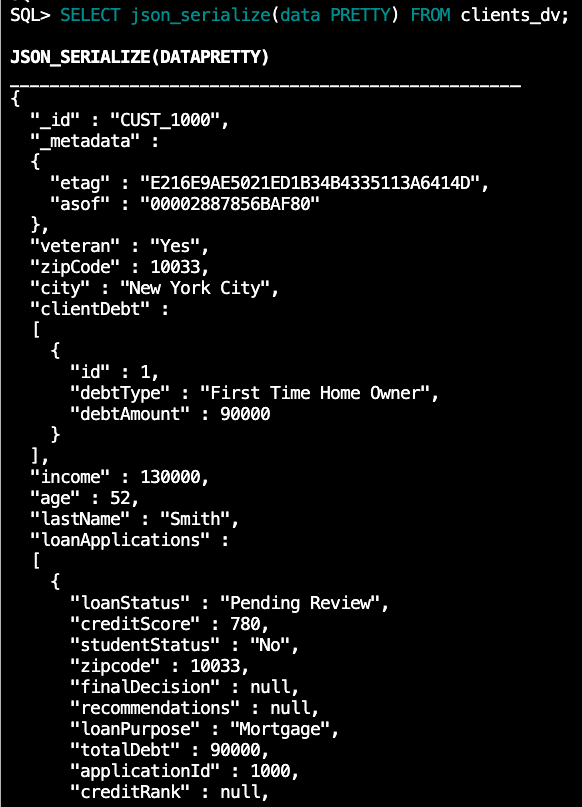 SQL> SELECT json_serialize(data PRETTY) FROM clients_dv;
JSON_SERIALIZE(DATAPRETTY)
{
"_id" : "CUST_1000",
"_metadata" :
{
"etag" : "E216E9AE5021ED1B34B4335113A6414D",
"asof" : "00002887856BAF80"
},
"veteran" : "Yes",
"zipCode" : 10033,
"city" : "New York City",
"clientDebt" :
[
{
"id" : 1,
"debtType" : "First Time Home Owner",
"debtAmount" : 90000
}
],
"income" : 130000,
"age" : 52,
"lastName" : "Smith",
"loanApplications" :
[
{
"loanStatus" : "Pending Review",
"creditScore" : 780,
"studentStatus" : "No",
"zipcode" : 10033,
"finalDecision" : null,
"recommendations" : null,
"loanPurpose" : "Mortgage",
"totalDebt" : 90000,
"applicationId" : 1000,
"creditRank" : null,